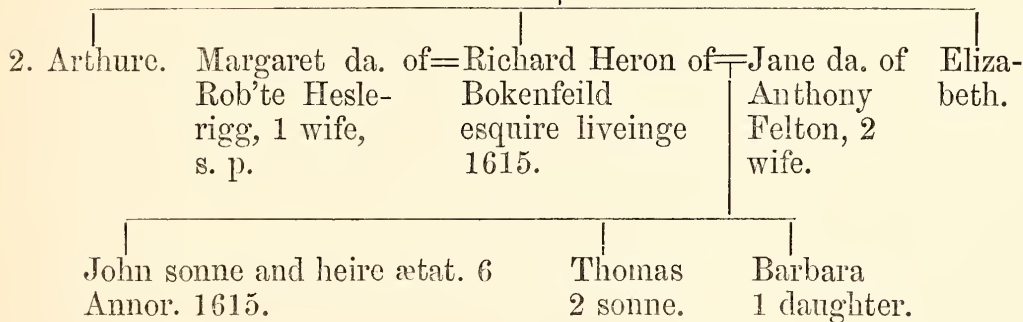 2. Arthure.
Margaret da. of=Richard Heron of=Jane da. of
Rob'te Hesle-
rigg, 1 wife,
s. p.
Bokenfeild
esquire liveinge
1615.
Anthony
Felton, 2
wife.
Eliza-
beth.
John sonne and heire ætat. 6
Annor. 1615.
Thomas
2 sonne.
Barbara
1 daughter.